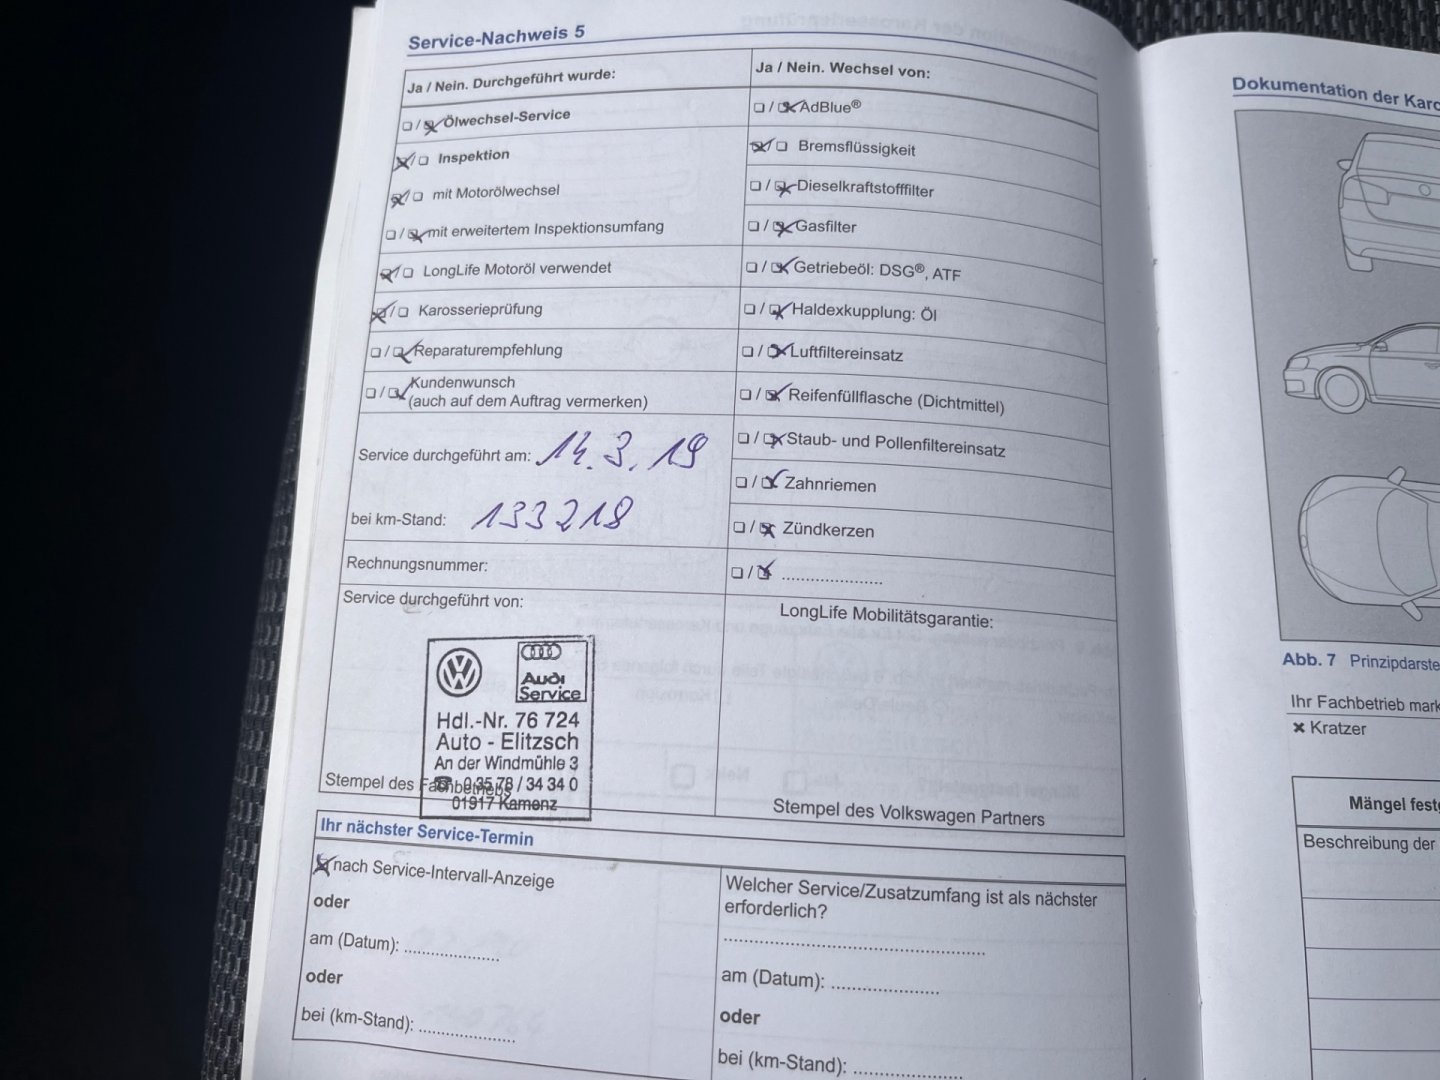 Service-Nachweis 5
Ja / Nein. Durchgeführt wurde:
Ölwechsel-Service
Inspektion
mit Motorölwechsel
mit erweitertem Inspektionsumfang
LongLife Motoröl verwendet
Karosserieprüfung
Reparaturempfehlung
Kundenwunsch
(auch auf dem Auftrag vermerken)
Service durchgeführt am: 14.3.19
bei km-Stand: 133218
Rechnungsnummer:
Service durchgeführt von:
Audi
Service
Hdl.-Nr. 76 724
Auto - Elitzsch
An der Windmühle 3
☎ 0 35 78 / 34 34 0
01917 Kamenz
Stempel des Fachbetriebs
Ja / Nein. Wechsel von:
AdBlue®
Bremsflüssigkeit
Dieselkraftstofffilter
Gasfilter
Getriebeöl: DSG®, ATF
Haldexkupplung: Öl
Luftfiltereinsatz
Reifenfüllflasche (Dichtmittel)
Staub- und Pollenfiltereinsatz
Zahnriemen
Zündkerzen
.....................
LongLife Mobilitätsgarantie:
Stempel des Volkswagen Partners
Ihr nächster Service-Termin
nach Service-Intervall-Anzeige
oder
am (Datum): ....................
oder
bei (km-Stand): ....................
Welcher Service/Zusatzumfang ist als nächster
erforderlich?
......................................................
am (Datum): ......................
oder
bei (km-Stand): ......................
Dokumentation der
Abb. 7
Ihr Fachbetrieb
✖ Kratzer
Mängel
Beschreibung der